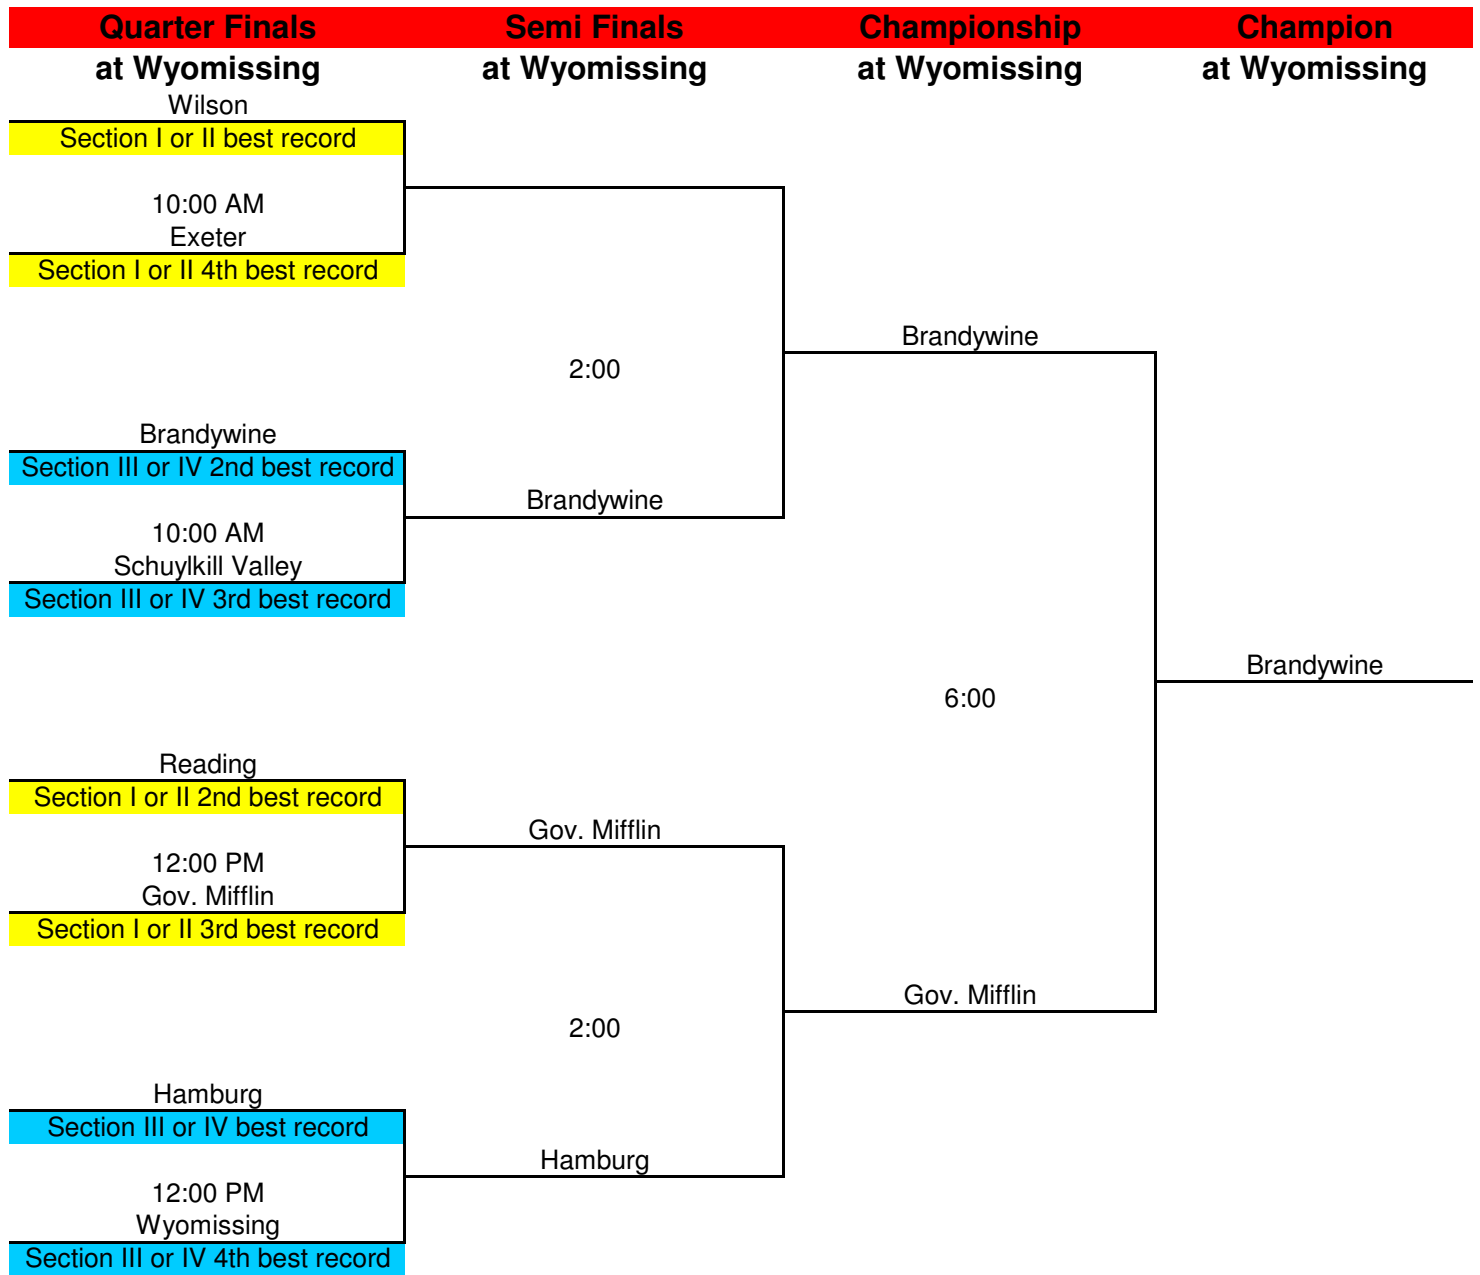 Quarter Finals Semi Finals Championship Champion
at Wyomissing at Wyomissing at Wyomissing at Wyomissing
Wilson
Section I or II best record
10:00 AM
Exeter
Section I or II 4th best record
Brandywine
2:00
Brandywine
Section III or IV 2nd best record
Brandywine
10:00 AM
Schuylkill Valley
Section III or IV 3rd best record
Brandywine
6:00
Reading
Section I or II 2nd best record
Gov. Mifflin
12:00 PM
Gov. Mifflin
Section I or II 3rd best record
Gov. Mifflin
2:00
Hamburg
Section III or IV best record
Hamburg
12:00 PM
Wyomissing
Section III or IV 4th best record